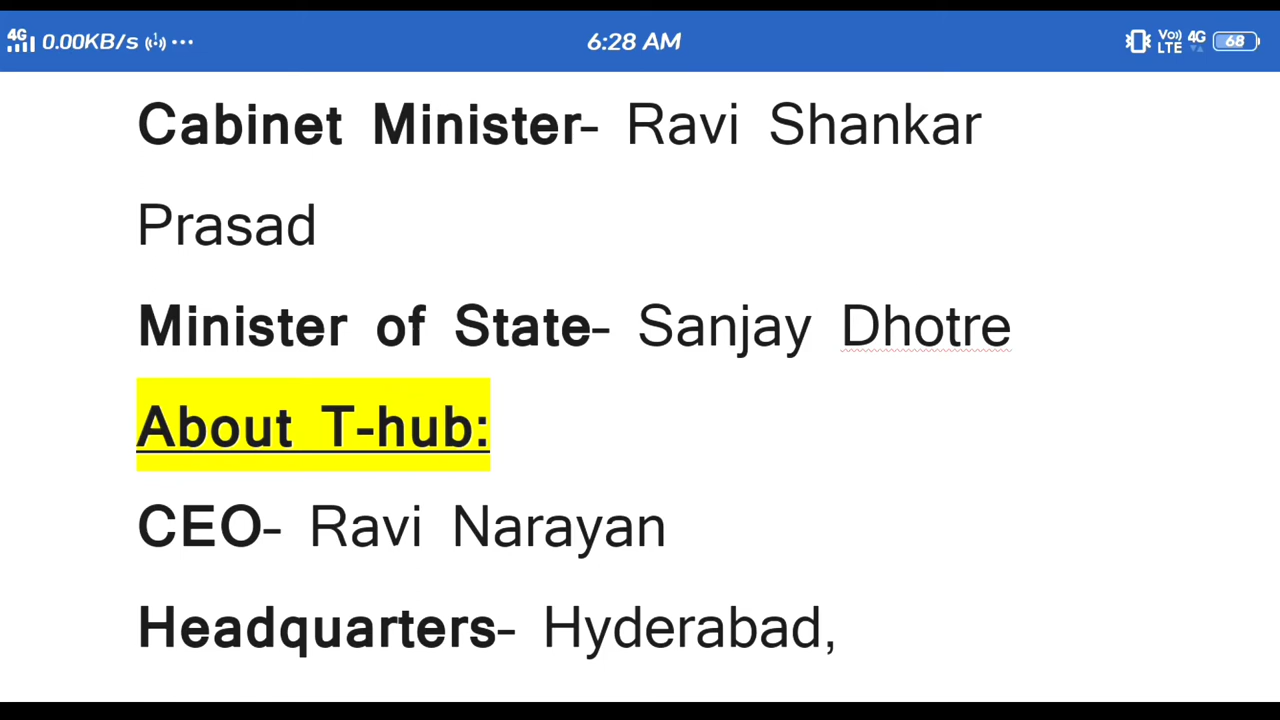 4G 0.00KB/s ... 6:28 AM Vo) LTE 4G 68
Cabinet Minister- Ravi Shankar
Prasad
Minister of State- Sanjay Dhotre
About T-hub:
CEO- Ravi Narayan
Headquarters- Hyderabad,